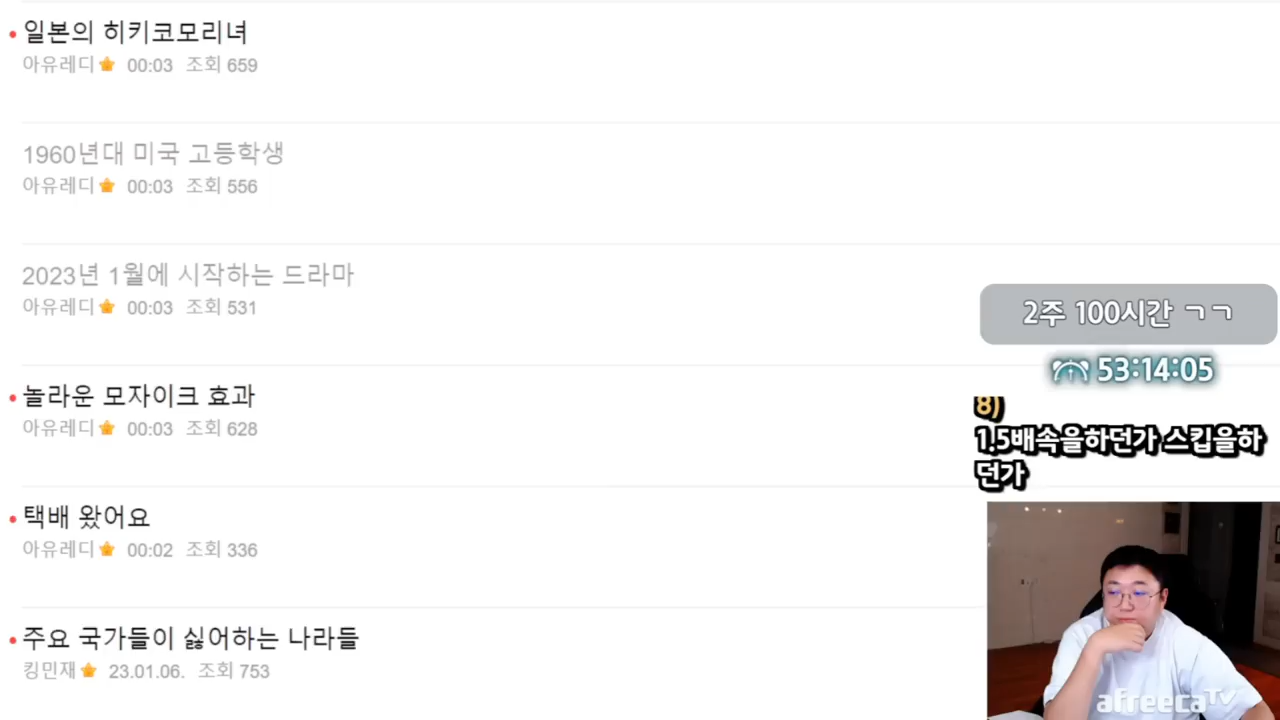 일본의 히키코모리녀
아유레디 00:03 조회 659
1960년대 미국 고등학생
아유레디 00:03 조회 556
2023년 1월에 시작하는 드라마
아유레디 00:03 조회 531
놀라운 모자이크 효과
아유레디 00:03 조회 628
택배 왔어요
아유레디 00:02 조회 336
주요 국가들이 싫어하는 나라들
킹민재 23.01.06. 조회 753
2주 100시간 ㄱㄱ
53:14:05
8)
1.5배속을하던가 스킵을하
던가
afreecaTV